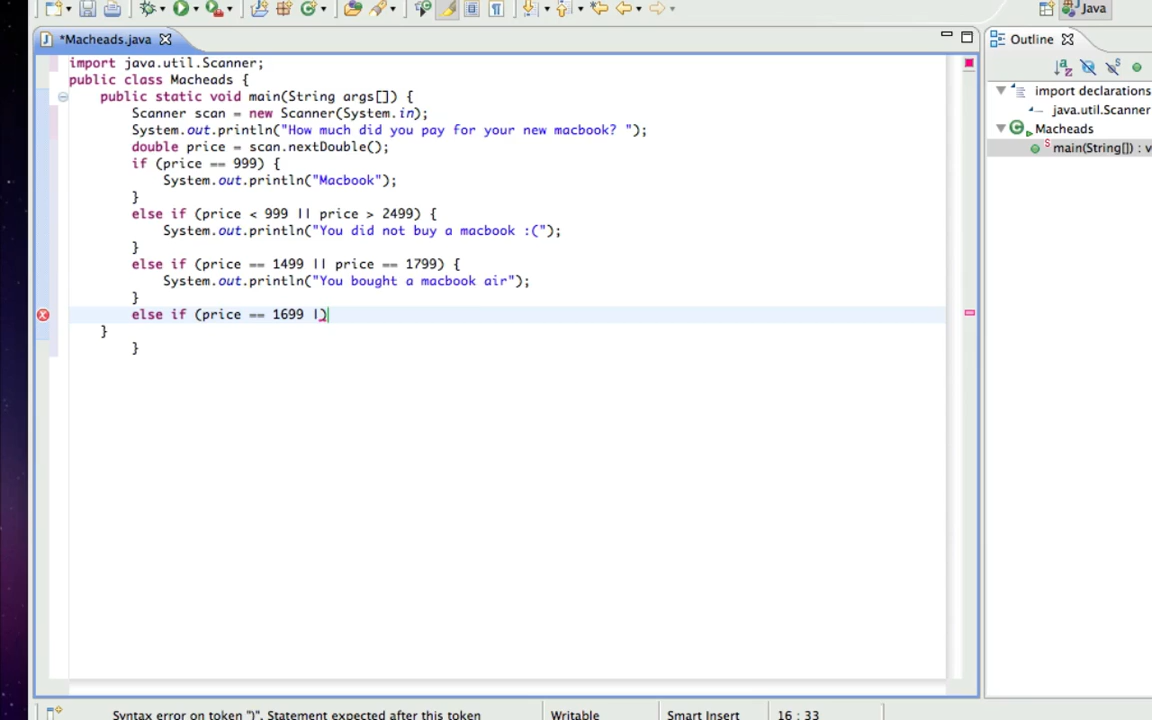 Java
*Macheads.java
Outline
import java.util.Scanner;
public class Macheads {
public static void main(String args[]) {
Scanner scan = new Scanner(System.in);
System.out.println("How much did you pay for your new macbook? ");
double price = scan.nextDouble();
if (price == 999) {
System.out.println("Macbook");
}
else if (price < 999 || price > 2499) {
System.out.println("You did not buy a macbook :(");
}
else if (price == 1499 || price == 1799) {
System.out.println("You bought a macbook air");
}
else if (price == 1699 |)
}
}
import declarations
java.util.Scanner
Macheads
main(String[]) : v
Syntax error on token ")", Statement expected after this token
Writable
Smart Insert
16 : 33